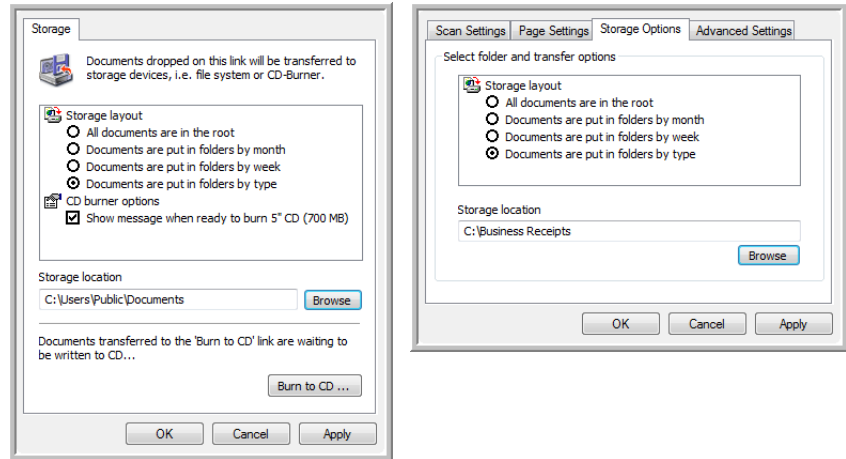 Storage
Documents dropped on this link will be transferred to
storage devices, i.e. file system or CD-Burner.
Storage layout
All documents are in the root
Documents are put in folders by month
Documents are put in folders by week
Documents are put in folders by type
CD burner options
Show message when ready to burn 5" CD (700 MB)
Storage location
C:\Users\Public\Documents
Browse
Documents transferred to the 'Burn to CD' link are waiting to
be written to CD...
Burn to CD ...
OK Cancel Apply
Scan Settings Page Settings Storage Options Advanced Settings
Select folder and transfer options
Storage layout
All documents are in the root
Documents are put in folders by month
Documents are put in folders by week
Documents are put in folders by type
Storage location
C:\Business Receipts
Browse
OK Cancel Apply